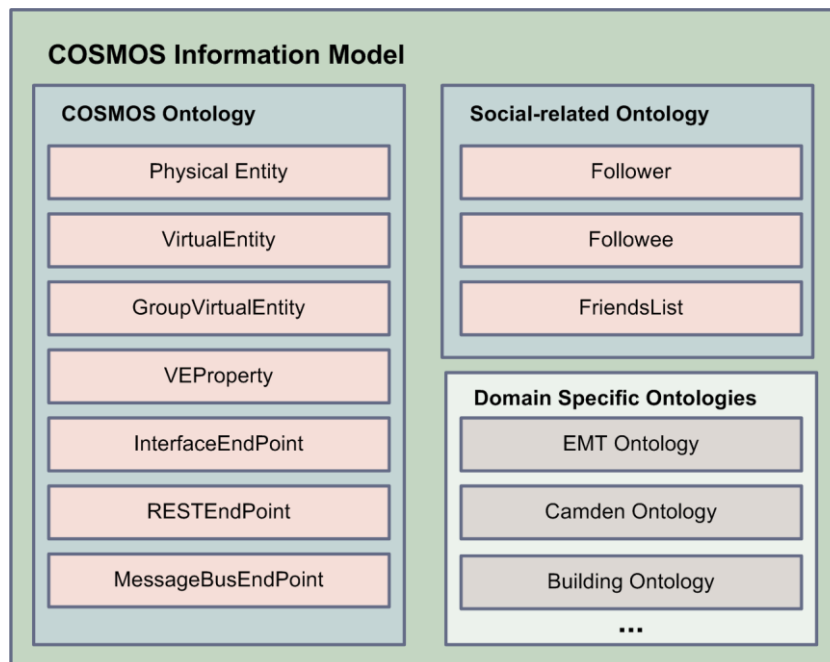 COSMOS Information Model
COSMOS Ontology
Physical Entity
VirtualEntity
GroupVirtualEntity
VEProperty
InterfaceEndPoint
RESTEndPoint
MessageBusEndPoint
Social-related Ontology
Follower
Followee
FriendsList
Domain Specific Ontologies
EMT Ontology
Camden Ontology
Building Ontology
...